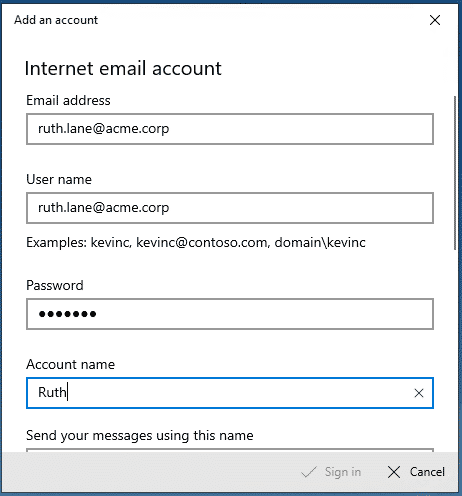 Add an account
Internet email account
Email address
ruth.lane@acme.corp
User name
ruth.lane@acme.corp
Examples: kevinc, kevinc@contoso.com, domain\kevinc
Password
●●●●●●●
Account name
Ruth
Send your messages using this name
Sign in Cancel